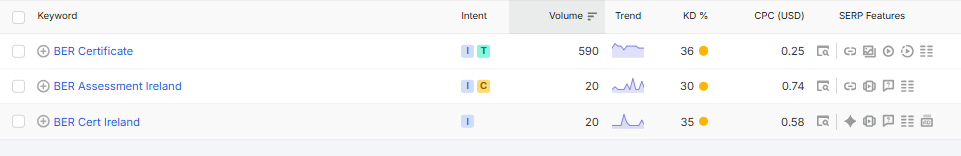 Keyword Intent Volume Trend KD % CPC (USD) SERP Features
BER Certificate I T 590 36 0.25
BER Assessment Ireland I C 20 30 0.74
BER Cert Ireland I 20 35 0.58